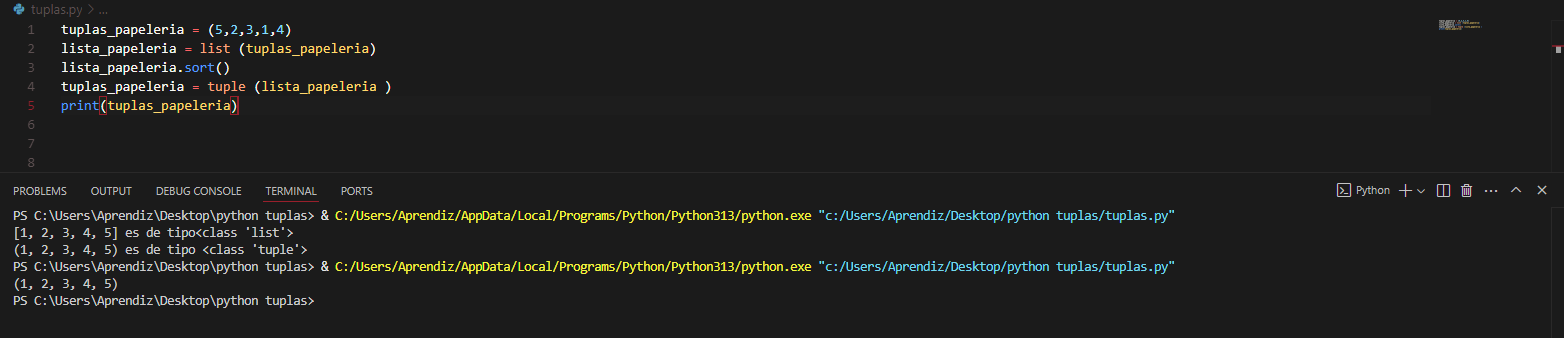 tuplas.py > ...
1 tuplas_papeleria = (5,2,3,1,4)
2 lista_papeleria = list (tuplas_papeleria)
3 lista_papeleria.sort()
4 tuplas_papeleria = tuple (lista_papeleria )
5 print(tuplas_papeleria)
6
7
8
PROBLEMS OUTPUT DEBUG CONSOLE TERMINAL PORTS Python
PS C:\Users\Aprendiz\Desktop\python tuplas> & C:/Users/Aprendiz/AppData/Local/Programs/Python/Python313/python.exe "c:/Users/Aprendiz/Desktop/python tuplas/tuplas.py"
[1, 2, 3, 4, 5] es de tipo<class 'list'>
(1, 2, 3, 4, 5) es de tipo <class 'tuple'>
PS C:\Users\Aprendiz\Desktop\python tuplas> & C:/Users/Aprendiz/AppData/Local/Programs/Python/Python313/python.exe "c:/Users/Aprendiz/Desktop/python tuplas/tuplas.py"
(1, 2, 3, 4, 5)
PS C:\Users\Aprendiz\Desktop\python tuplas>